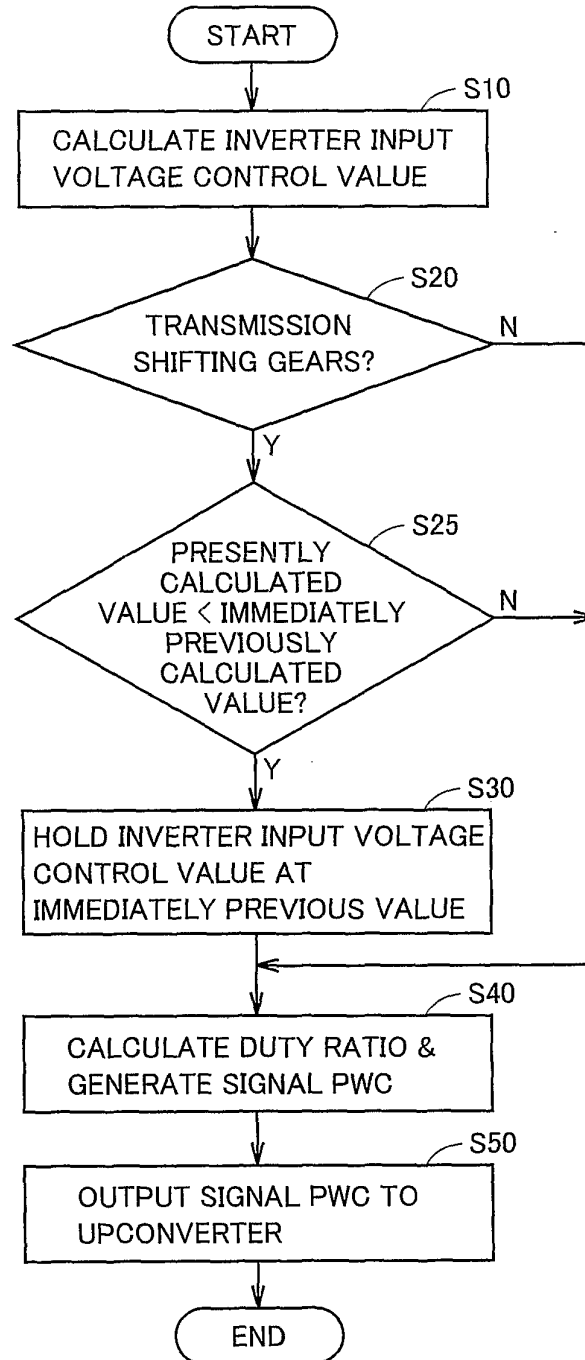 START
S10
CALCULATE INVERTER INPUT
VOLTAGE CONTROL VALUE
S20
TRANSMISSION
SHIFTING GEARS?
N
Y
S25
PRESENTLY
CALCULATED
VALUE < IMMEDIATELY
PREVIOUSLY
CALCULATED
VALUE?
N
Y
S30
HOLD INVERTER INPUT VOLTAGE
CONTROL VALUE AT
IMMEDIATELY PREVIOUS VALUE
S40
CALCULATE DUTY RATIO &
GENERATE SIGNAL PWC
S50
OUTPUT SIGNAL PWC TO
UPCONVERTER
END